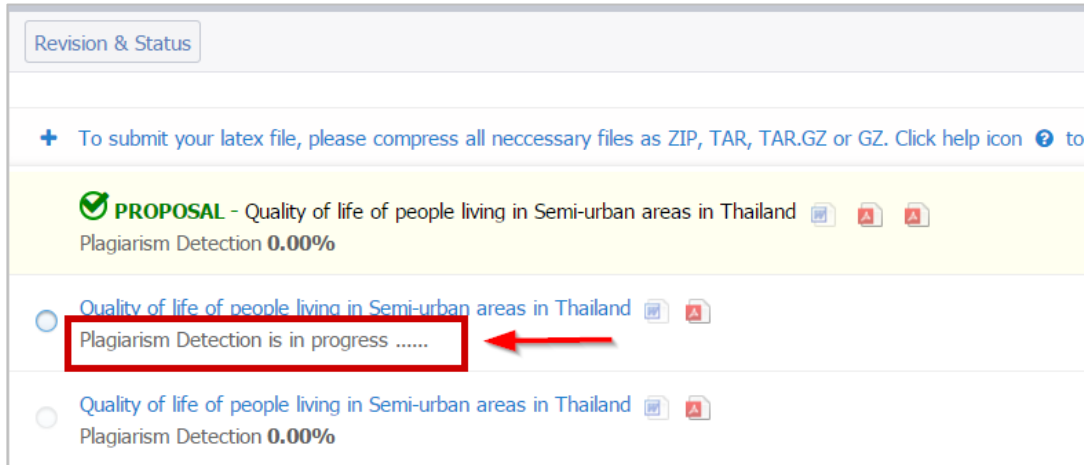 Revision & Status
To submit your latex file, please compress all neccessary files as ZIP, TAR, TAR.GZ or GZ. Click help icon ? to
PROPOSAL - Quality of life of people living in Semi-urban areas in Thailand
Plagiarism Detection 0.00%
Quality of life of people living in Semi-urban areas in Thailand
Plagiarism Detection is in progress ......
Quality of life of people living in Semi-urban areas in Thailand
Plagiarism Detection 0.00%